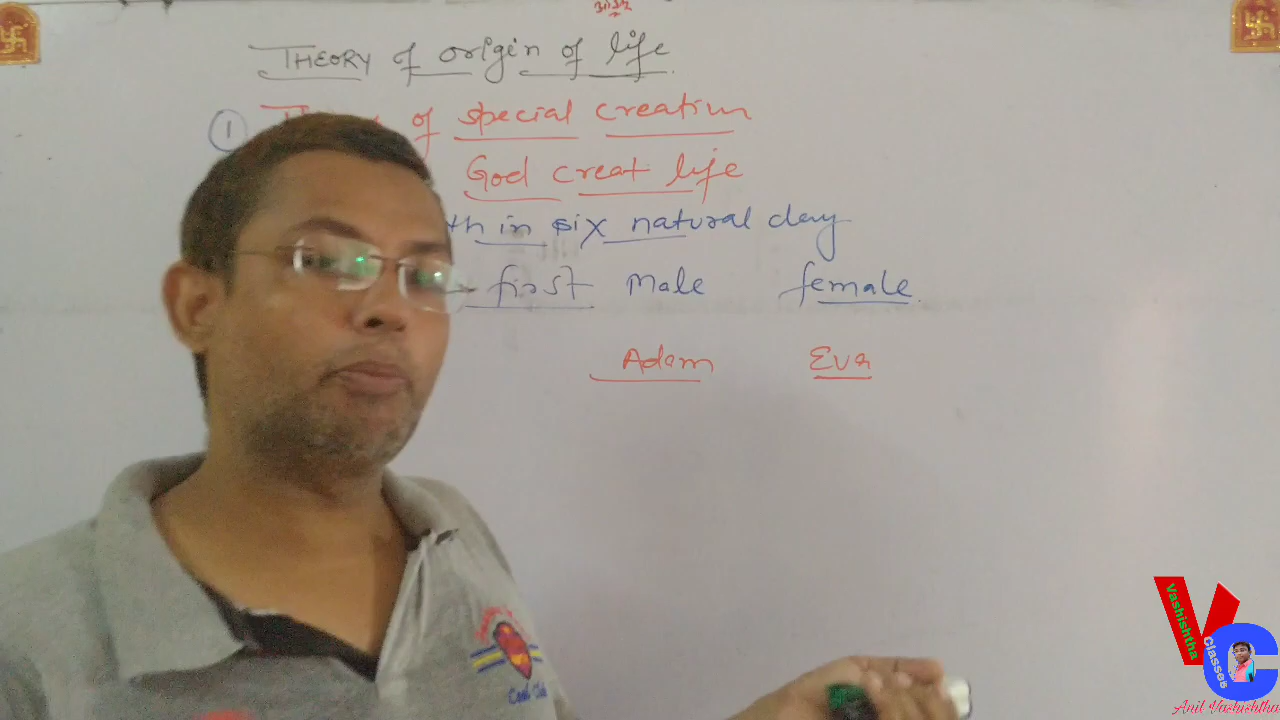 THEORY of origin of life
① of special creation
God creat life
th in six natural day
first Male female
Adam Eva
Vashishtha
Classes
Anil Vashishtha